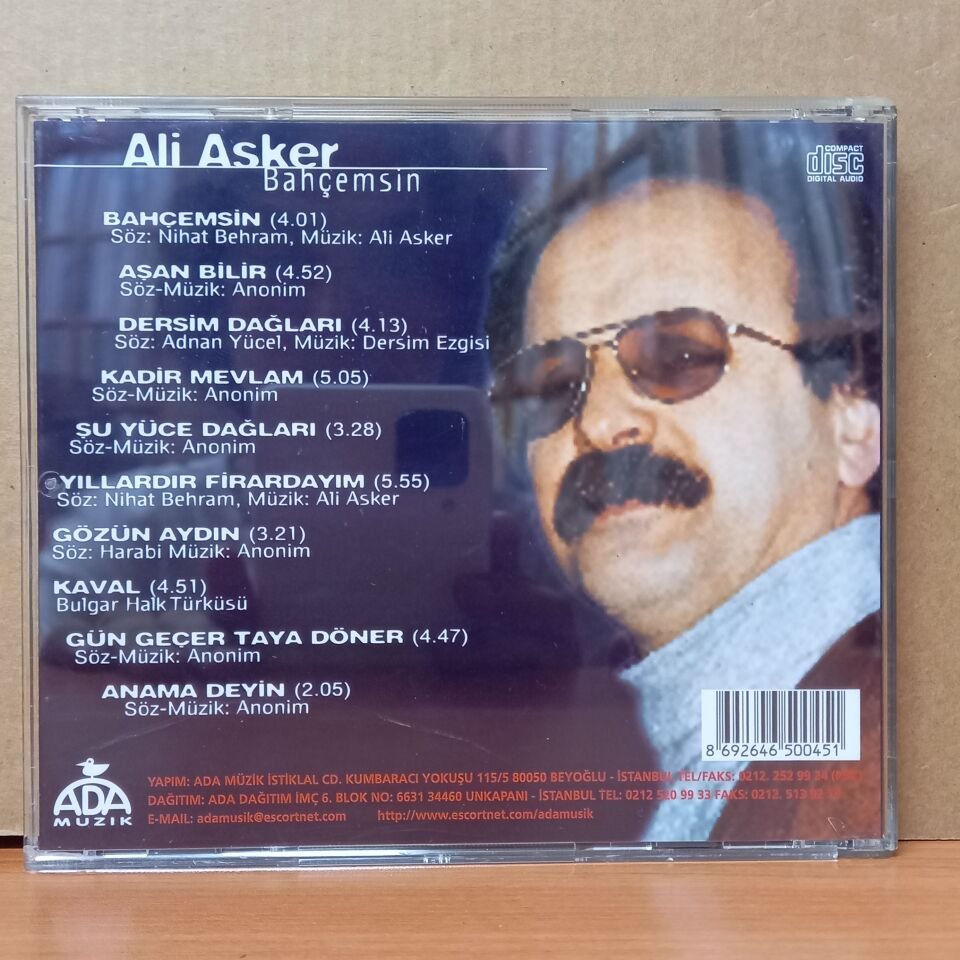 Ali Asker
Bahçemsin
COMPACT
disc
DIGITAL AUDIO
BAHÇEMSİN (4.01)
Söz: Nihat Behram, Müzik: Ali Asker
AŞAN BİLİR (4.52)
Söz-Müzik: Anonim
DERSİM DAĞLARI (4.13)
Söz: Adnan Yücel, Müzik: Dersim Ezgisi
KADİR MEVLAM (5.05)
Söz-Müzik: Anonim
ŞU YÜCE DAĞLARI (3.28)
Söz-Müzik: Anonim
YILLARDIR FİRARDAYIM (5.55)
Söz: Nihat Behram, Müzik: Ali Asker
GÖZÜN AYDIN (3.21)
Söz: Harabi Müzik: Anonim
KAVAL (4.51)
Bulgar Halk Türküsü
GÜN GEÇER TAYA DÖNER (4.47)
Söz-Müzik: Anonim
ANAMA DEYİN (2.05)
Söz-Müzik: Anonim
8 692646 500451
ADA
MÜZİK
YAPIM: ADA MÜZİK İSTİKLAL CD. KUMBARACI YOKUŞU 115/5 80050 BEYOĞLU - İSTANBUL TEL/FAKS: 0212. 252 99 34
DAĞITIM: ADA DAĞITIM İMÇ 6. BLOK NO: 6631 34460 UNKAPANI - İSTANBUL TEL: 0212 520 99 33 FAKS: 0212. 513
E-MAIL: adamusik@escortnet.com http://www.escortnet.com/adamusik